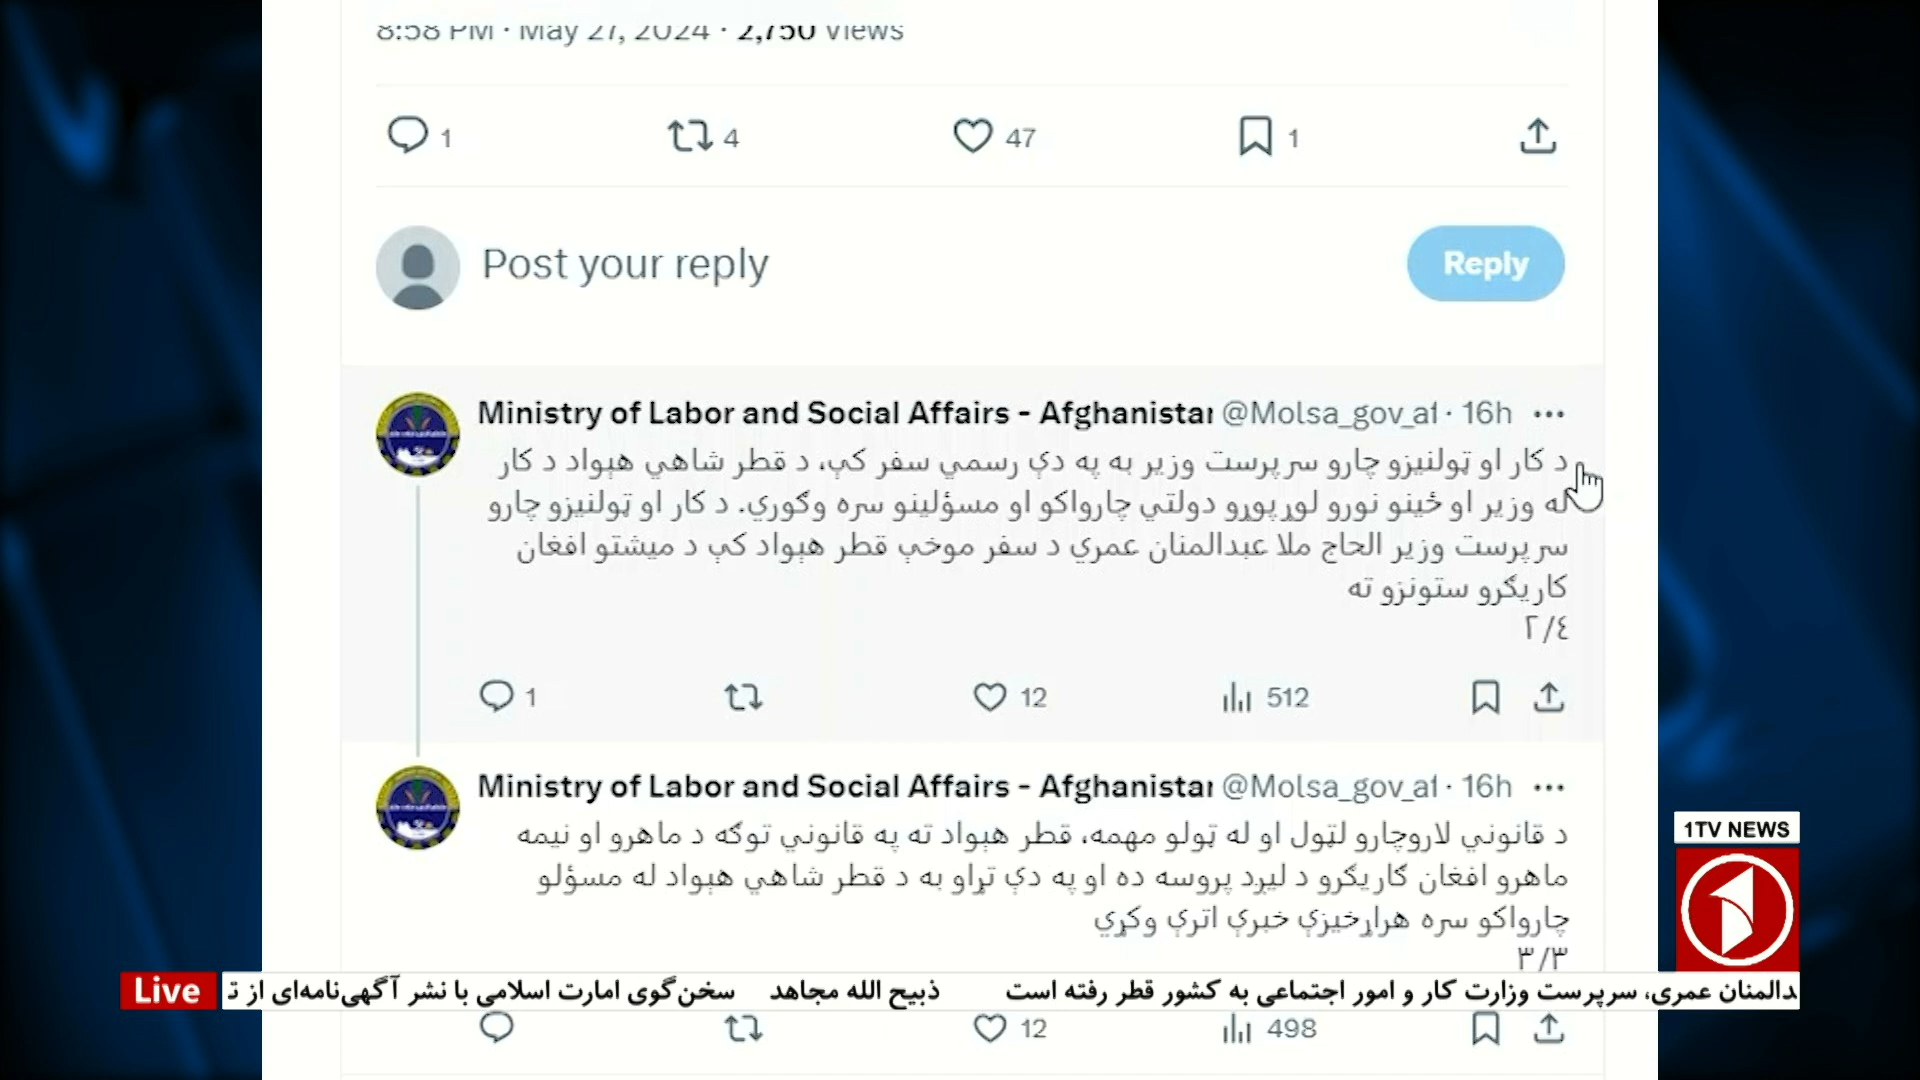 8:58 PM · May 27, 2024 · 2,750 Views
1 4 47 1
Post your reply
Reply
Ministry of Labor and Social Affairs - Afghanistan @Molsa_gov_af · 16h
د کار او ټولنیزو چارو سرپرست وزیر به په دې رسمي سفر کې، د قطر شاهي هېواد د کار
له وزیر او ځینو نورو لوړپوړو دولتي چارواکو او مسؤلینو سره وګوري. د کار او ټولنیزو چارو
سرپرست وزیر الحاج ملا عبدالمنان عمري د سفر موخې قطر هېواد کې د میشتو افغان
کاریګرو ستونزو ته
٢/٤
1 12 512
Ministry of Labor and Social Affairs - Afghanistan @Molsa_gov_af · 16h
د قانوني لاروچارو لټول او له ټولو مهمه، قطر هېواد ته په قانوني توګه د ماهرو او نیمه
ماهرو افغان کاریګرو د لیږد پروسه ده او په دې تړاو به د قطر شاهي هېواد له مسؤلو
چارواکو سره هراړخیزې خبرې اترې وکړي
٣/٣
1TV NEWS
Live
دالمنان عمری، سرپرست وزارت کار و امور اجتماعی به کشور قطر رفته است ذبیح الله مجاهد سخن‌گوی امارت اسلامی با نشر آگهی‌نامه‌ای از ت
12 498